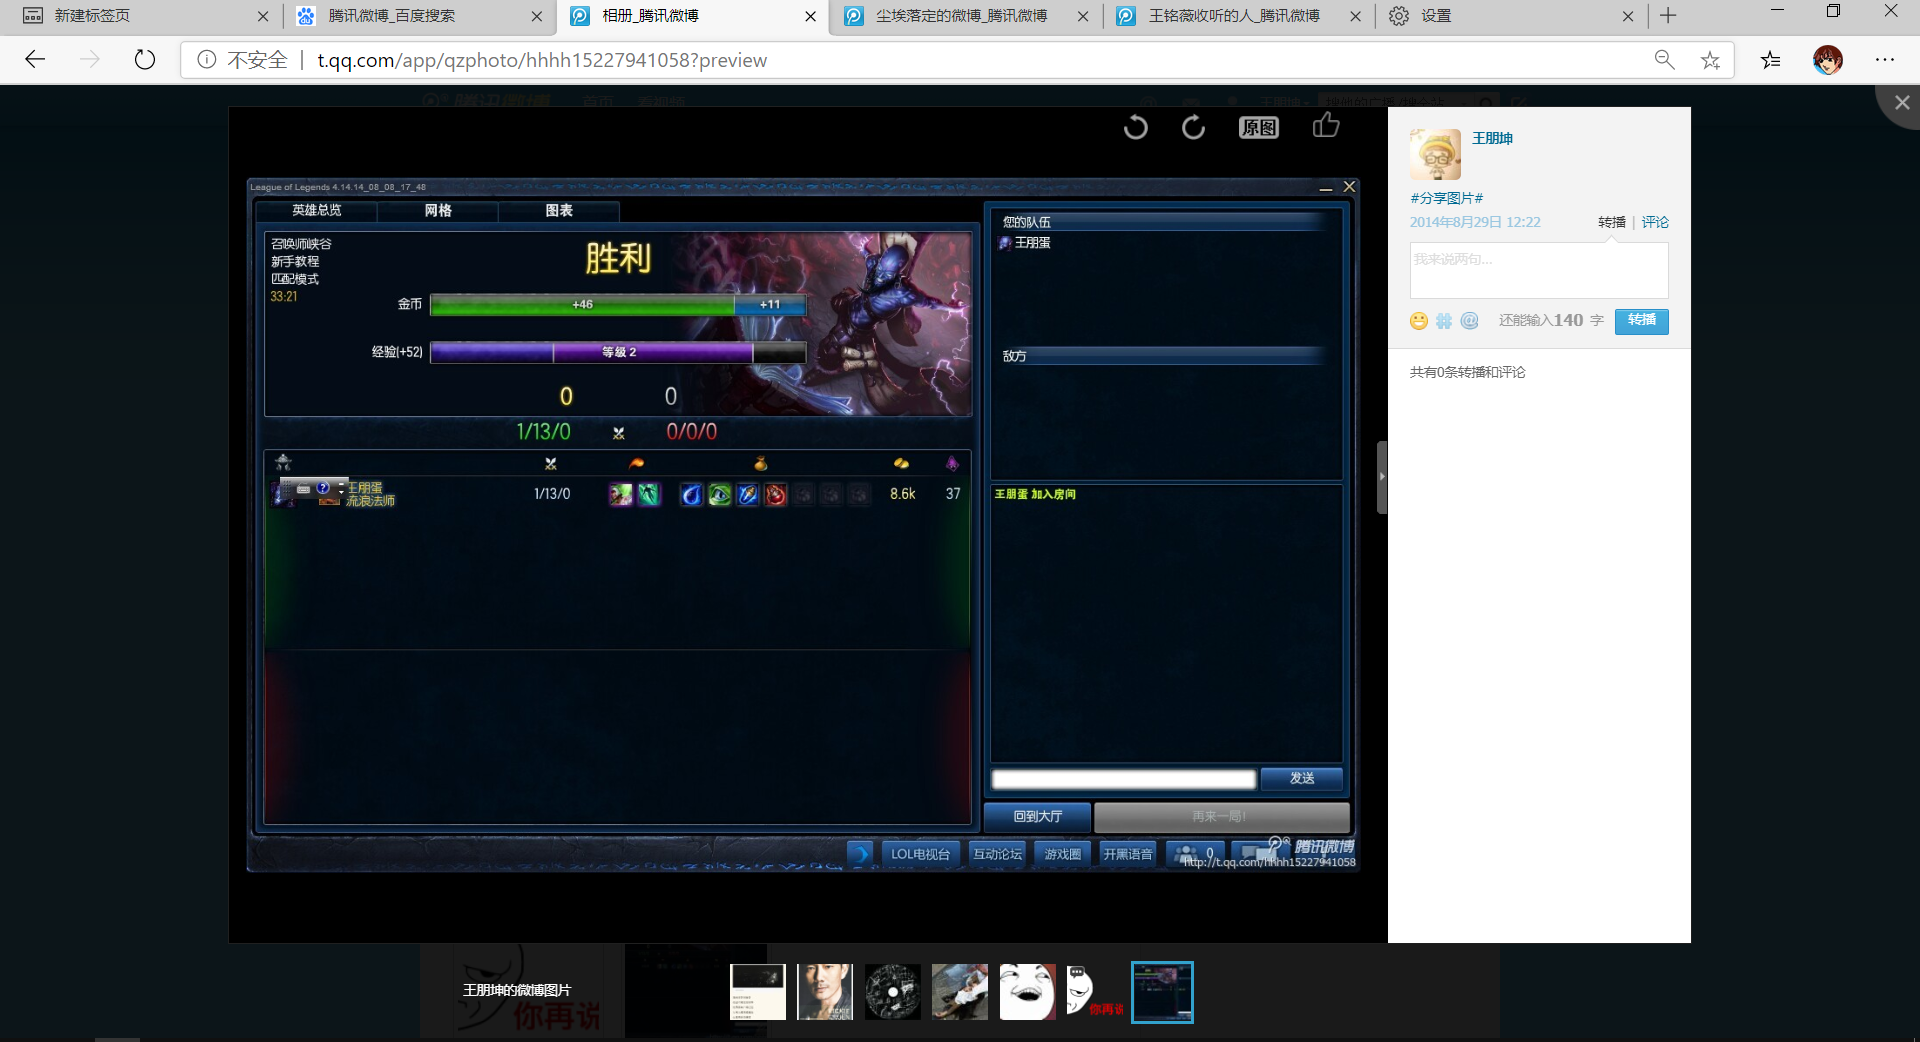 新建标签页
腾讯微博_百度搜索
相册_腾讯微博
尘埃落定的微博_腾讯微博
王铭薇收听的人_腾讯微博
设置
不安全 | t.qq.com/app/qzphoto/hhhh15227941058?preview
原图
League of Legends 4.14.14_08_08_17_48
英雄总览
网格
图表
召唤师峡谷
新手教程
匹配模式
33:21
胜利
金币
+46
+11
经验(+52)
等级 2
0
0
1/13/0
0/0/0
王朋蛋
流浪法师
1/13/0
8.6k
37
您的队伍
王朋蛋
敌方
王朋蛋 加入房间
发送
回到大厅
再来一局!
LOL电视台
互动论坛
游戏圈
开黑语音
0
腾讯微博
http://t.qq.com/hhhh15227941058
王朋坤
#分享图片#
2014年8月29日 12:22
转播 | 评论
我来说两句...
还能输入140 字
转播
共有0条转播和评论
王朋坤的微博图片
你再说
你再说